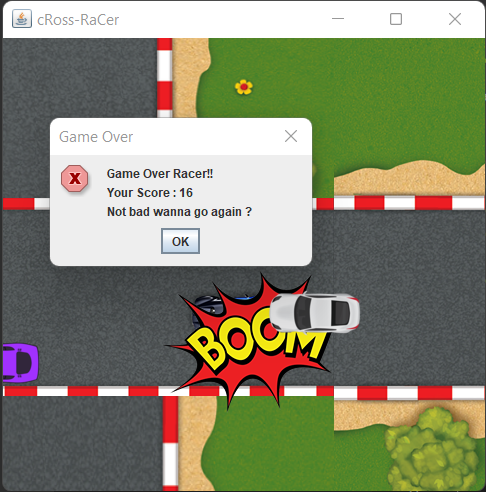 cRoss-RaCer
Game Over
Game Over Racer!!
Your Score : 16
Not bad wanna go again ?
OK
BOOM